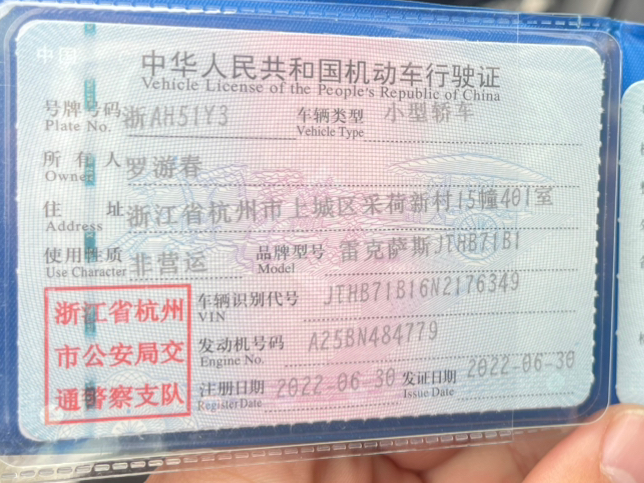 中华人民共和国机动车行驶证
Vehicle License of the People's Republic of China
号牌号码 浙AH51Y3 车辆类型 小型轿车
Plate No. Vehicle Type
所有人 罗游春
Owner
住址 浙江省杭州市上城区采荷新村15幢401室
Address
使用性质 非营运 品牌型号 雷克萨斯JTHB71B1
Use Character Model
浙江省杭州
市公安局交
通警察支队
车辆识别代号 JTHB71B16N2176349
VIN
发动机号码 A25BN484779
Engine No.
注册日期 2022-06-30 发证日期 2022-06-30
Register Date Issue Date